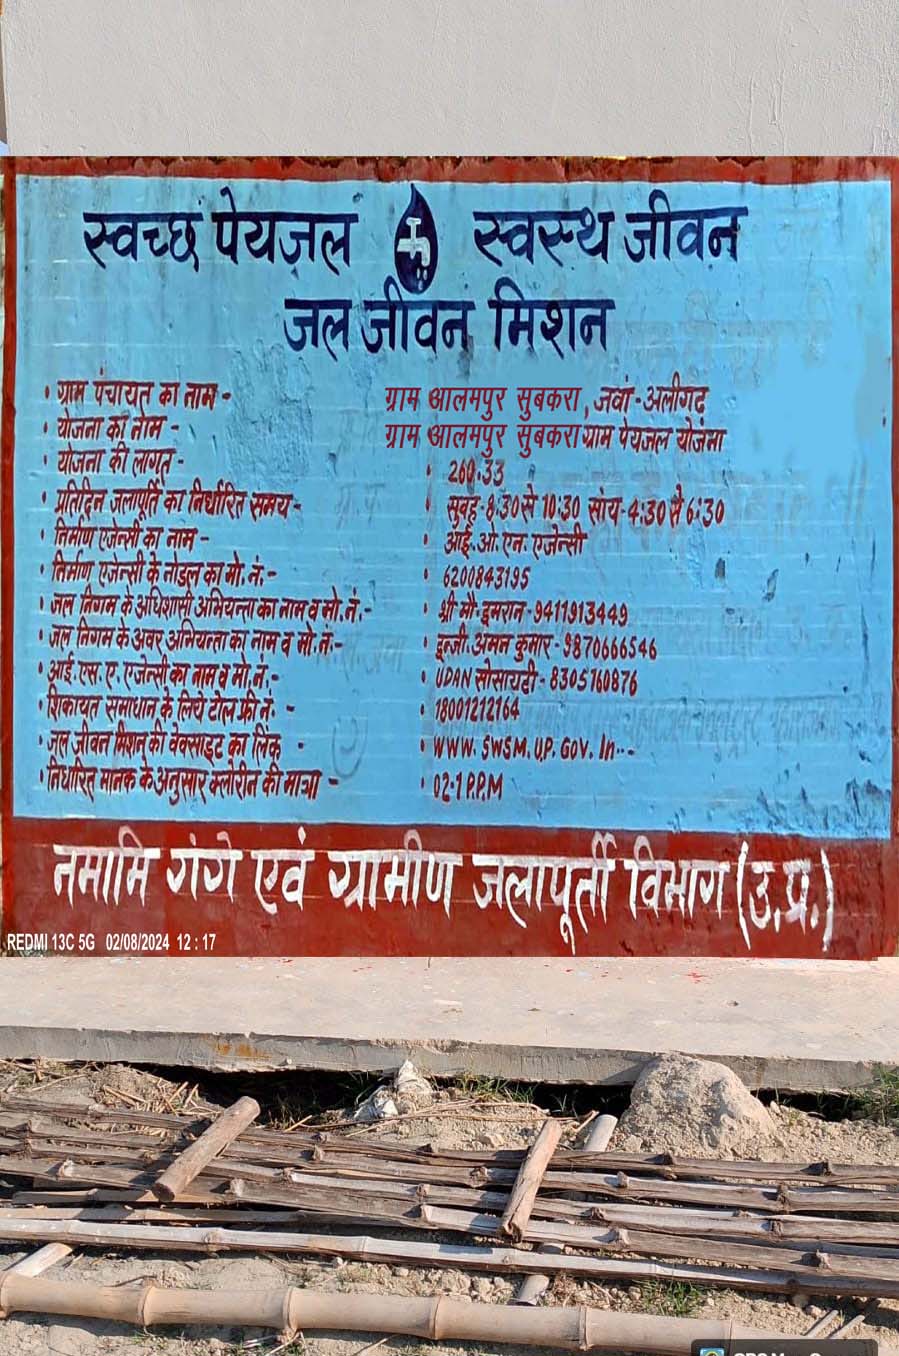 स्वच्छ पेयजल स्वस्थ जीवन
जल जीवन मिशन
• ग्राम पंचायत का नाम - ग्राम आलमपुर सुबकरा, जवां - अलीगढ़
• योजना का नाम - ग्राम आलमपुर सुबकरा ग्राम पेयजल योजना
• योजना की लागत - • 260.33
• प्रतिदिन जलापूर्ति का निर्धारित समय - • सुबह - 8:30 से 10:30 सांय - 4:30 से 6:30
• निर्माण एजेन्सी का नाम - • आई. ओ. एन. एजेन्सी
• निर्माण एजेन्सी के नोडल का मो. नं. - • 6200843195
• जल निगम के अधिशासी अभियन्ता का नाम व मो. नं. - • श्री मौ. इमरान - 9411913449
• जल निगम के अवर अभियन्ता का नाम व मो. नं. - • इन्जी. अमन कुमार - 9870666546
• आई. एस. ए. एजेन्सी का नाम व मो. नं. - • UDAN सोसायटी - 8305760876
• शिकायत समाधान के लिये टोल फ्री नं. - • 18001212164
• जल जीवन मिशन की वेबसाइट का लिंक - • WWW. SWSM. UP. GOV. In --
• निर्धारित मानक के अनुसार क्लोरीन की मात्रा - • 02-1 P.P.M
नमामि गंगे एवं ग्रामीण जलापूर्ती विभाग (उ.प्र.)
REDMI 13C 5G 02/08/2024 12 : 17